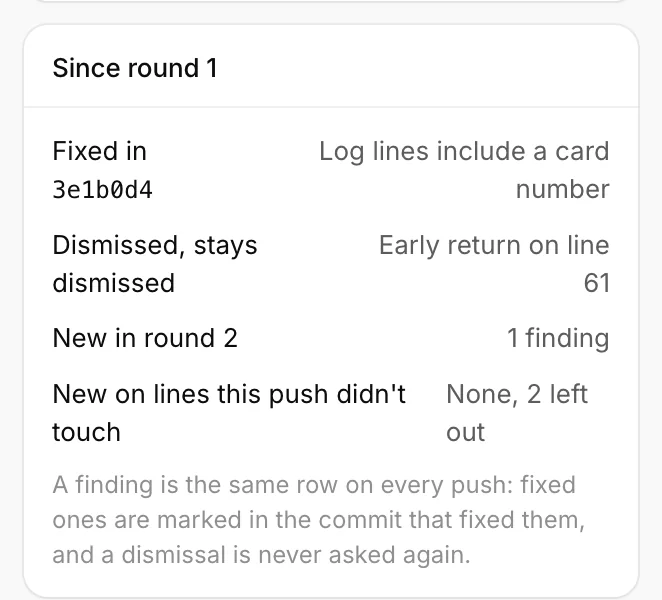 Since round 1
Fixed in
3e1b0d4
Log lines include a card
number
Dismissed, stays
dismissed
Early return on line
61
New in round 2
1 finding
New on lines this push didn't
touch
None, 2 left
out
A finding is the same row on every push: fixed
ones are marked in the commit that fixed them,
and a dismissal is never asked again.